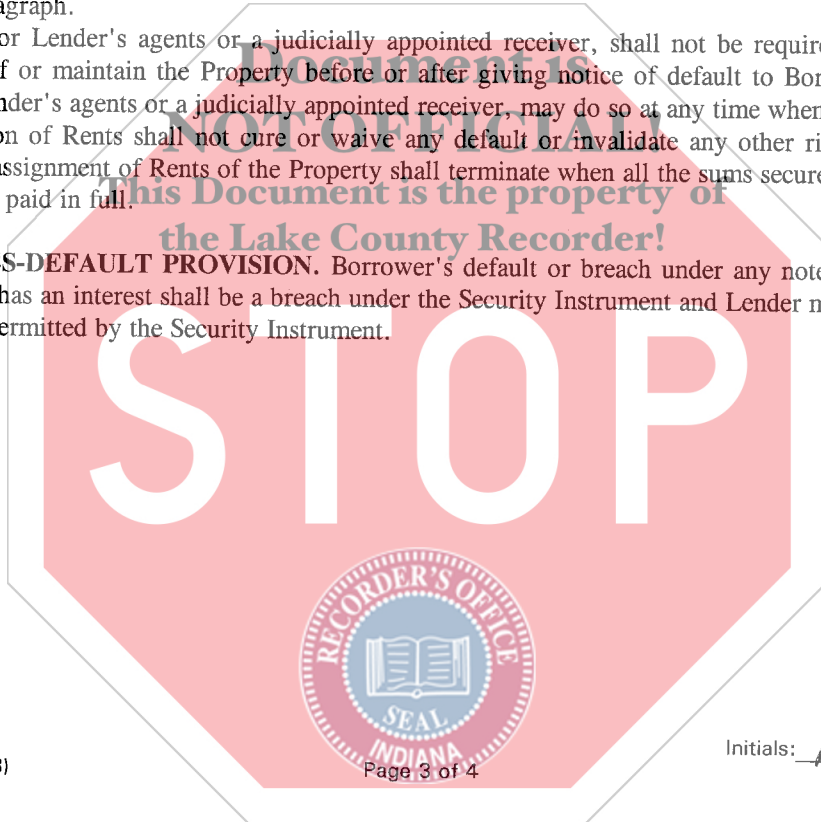 agraph.
or Lender's agents or a judicially appointed receiver, shall not be require
f or maintain the Property before or after giving notice of default to Bor
nder's agents or a judicially appointed receiver, may do so at any time when
on of Rents shall not cure or waive any default or invalidate any other ri
assignment of Rents of the Property shall terminate when all the sums secure
paid in full.
Document is
NOT OFFICIAL!
This Document is the property of
the Lake County Recorder!
S-DEFAULT PROVISION. Borrower's default or breach under any note
has an interest shall be a breach under the Security Instrument and Lender m
ermitted by the Security Instrument.
STOP
RECORDER'S OFFICE
SEAL
INDIANA
Initials:
Page 3 of 4